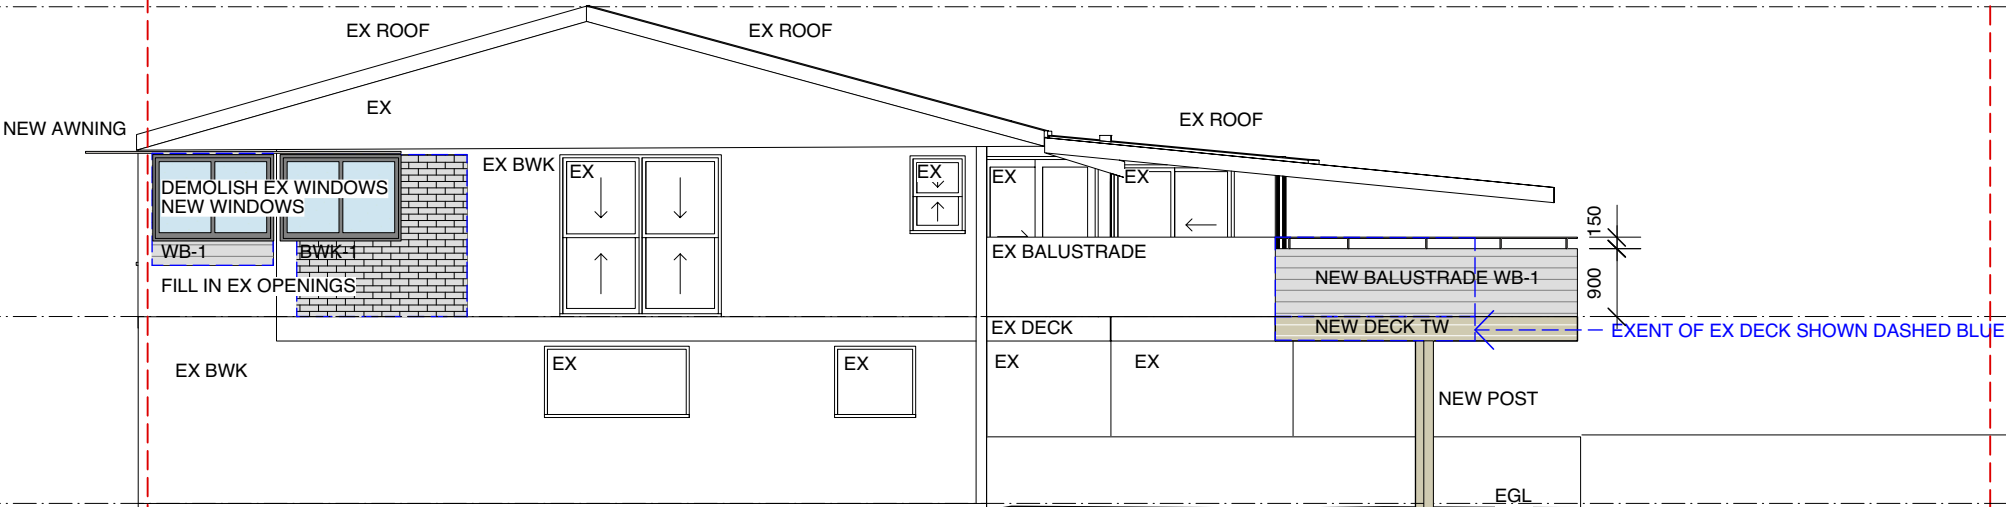 EX ROOF
EX ROOF
EX
EX ROOF
NEW AWNING
EX BWK
EX
EX
EX
EX
DEMOLISH EX WINDOWS
NEW WINDOWS
150
WB-1
BWK-1
EX BALUSTRADE
NEW BALUSTRADE WB-1
900
FILL IN EX OPENINGS
EX DECK
NEW DECK TW
EXENT OF EX DECK SHOWN DASHED BLUE
EX BWK
EX
EX
EX
EX
NEW POST
EGL